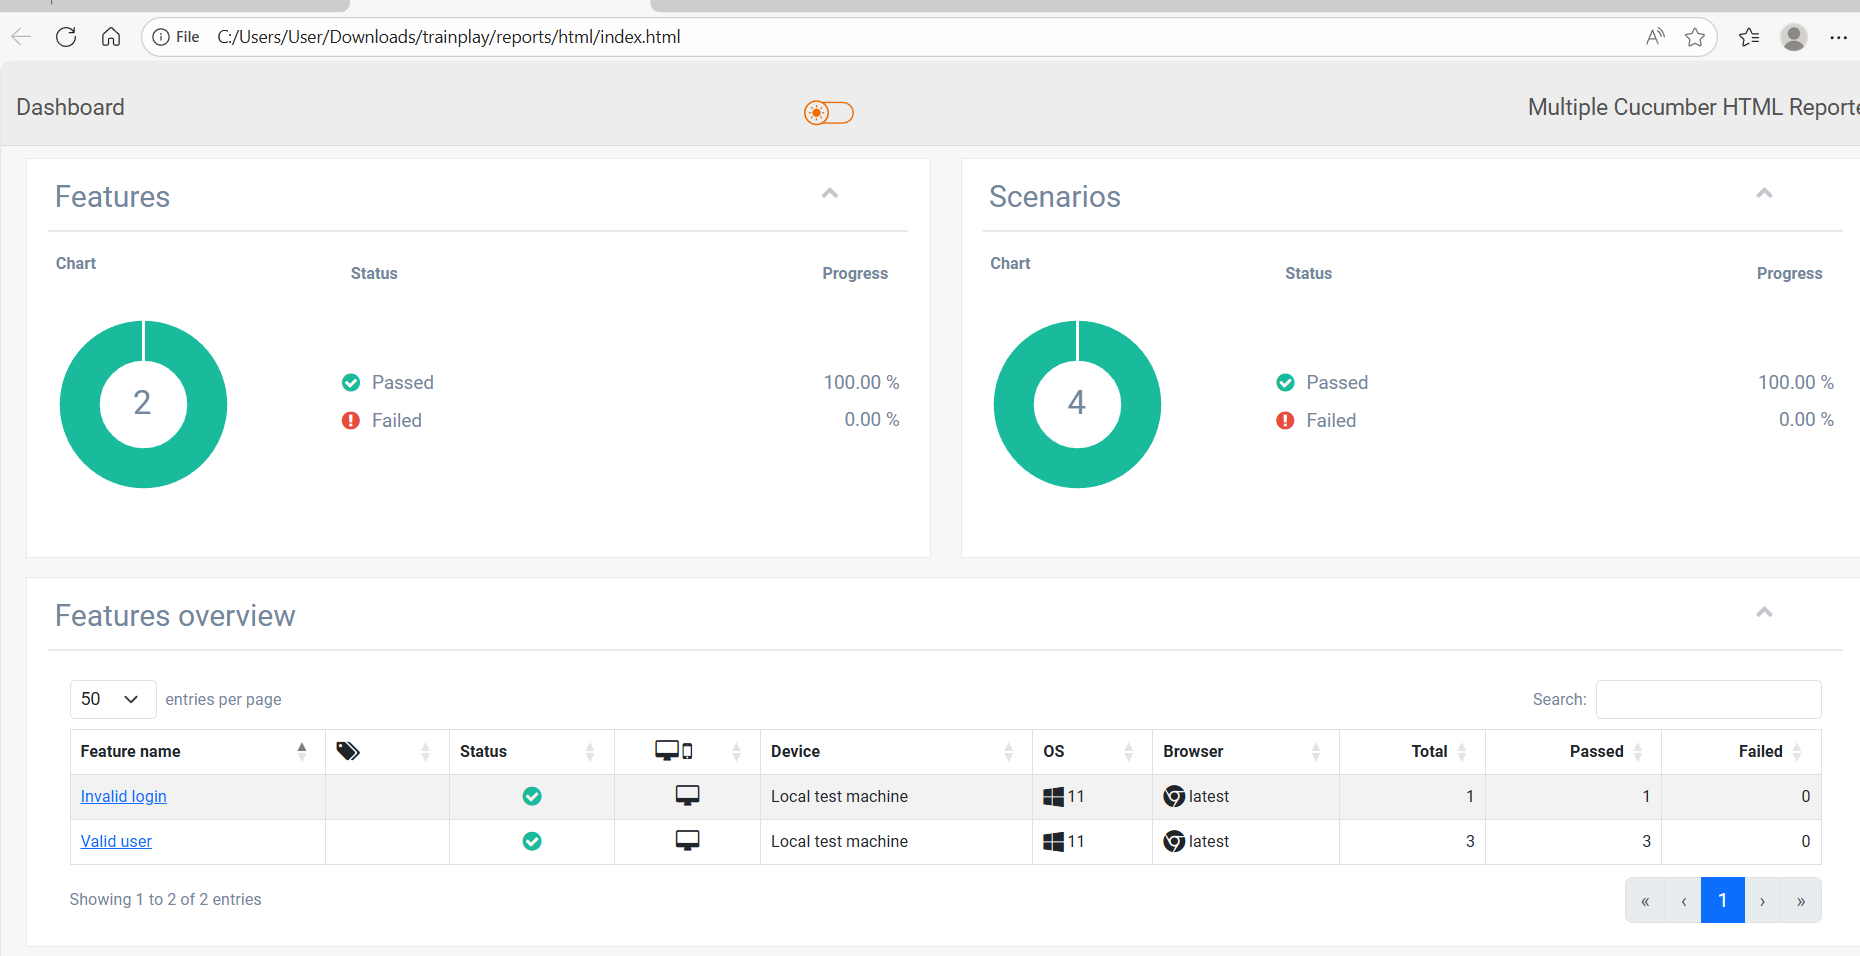 File C:/Users/User/Downloads/trainplay/reports/html/index.html
Dashboard
Multiple Cucumber HTML Reporte
Features
Chart
Status
Progress
2
Passed
100.00 %
Failed
0.00 %
Scenarios
Chart
Status
Progress
4
Passed
100.00 %
Failed
0.00 %
Features overview
50 entries per page
Search:
Feature name Status Device OS Browser Total Passed Failed
Invalid login Local test machine 11 latest 1 1 0
Valid user Local test machine 11 latest 3 3 0
Showing 1 to 2 of 2 entries
« ‹ 1 › »